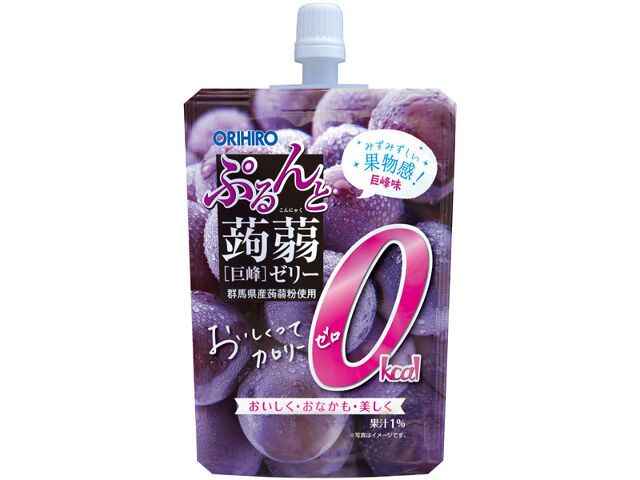 ORIHIRO
みずみずしい
果物感!
巨峰味
ぷるんと
こんにゃく
蒟蒻
[巨峰]ゼリー
群馬県産蒟蒻粉使用
おいしくって
カロリー
ゼロ
0kcal
おいしく・おなかも・美しく
果汁1%
※写真はイメージです。